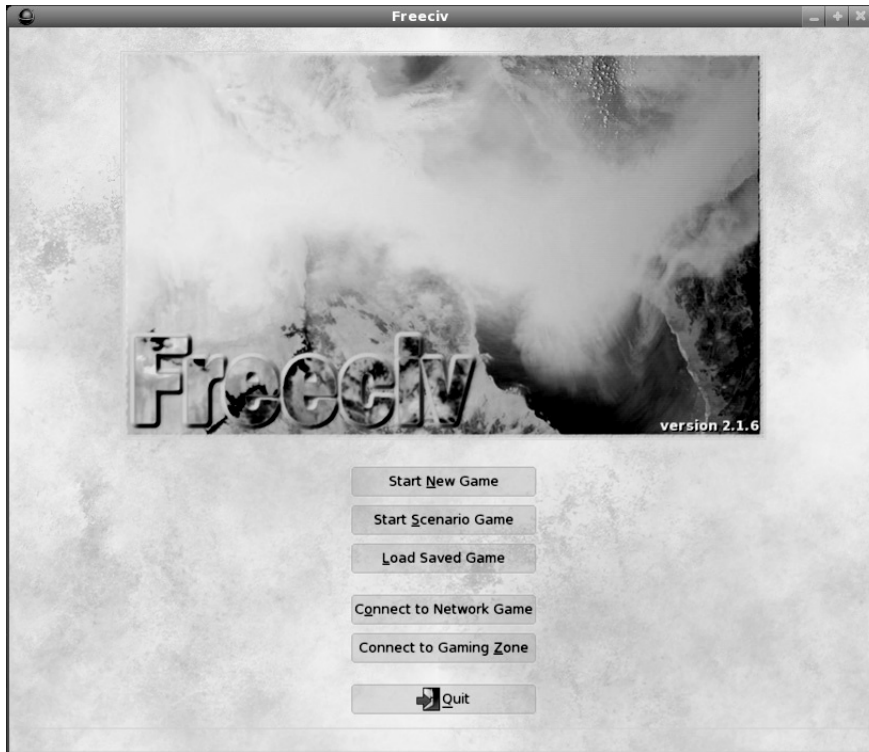 Freeciv
Freeciv
version 2.1.6
Start New Game
Start Scenario Game
Load Saved Game
Connect to Network Game
Connect to Gaming Zone
Quit